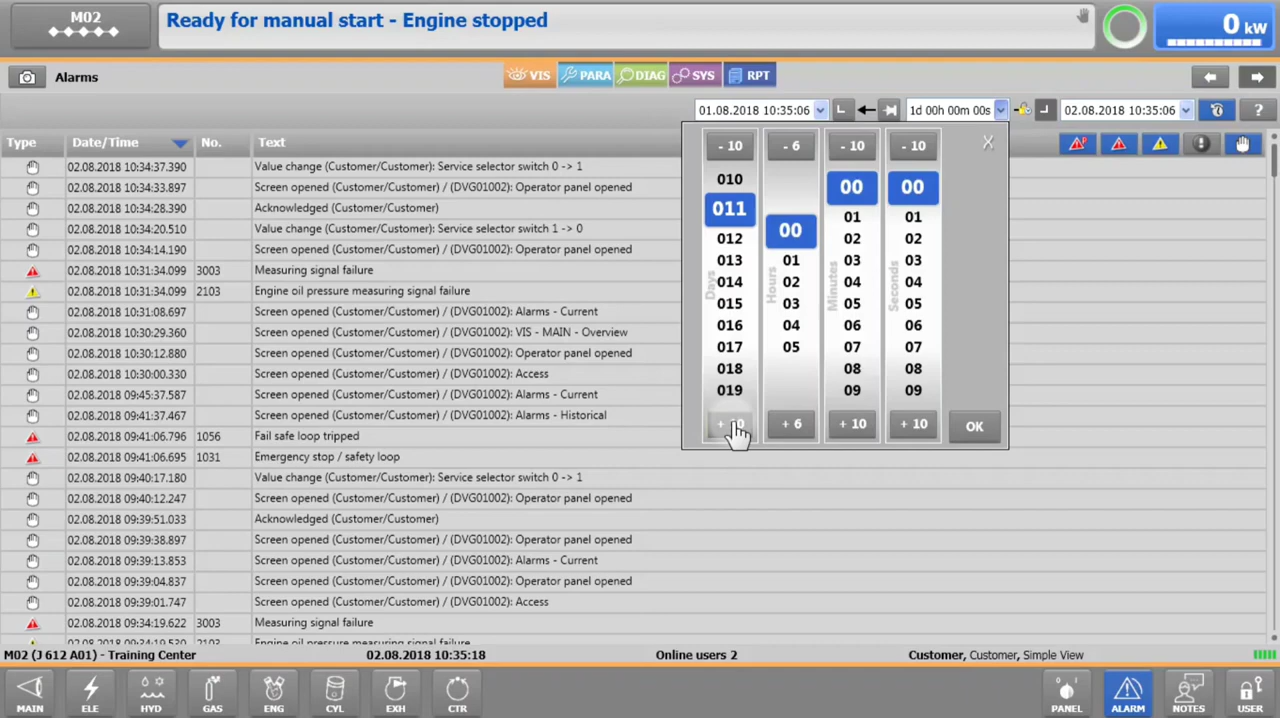 M02
Ready for manual start - Engine stopped
0 kW
Alarms
VIS PARA DIAG SYS RPT
01.08.2018 10:35:06 1d 00h 00m 00s 02.08.2018 10:35:06 ?
Type Date/Time No. Text
02.08.2018 10:34:37.390 Value change (Customer/Customer): Service selector switch 0 -> 1
02.08.2018 10:34:33.897 Screen opened (Customer/Customer) / (DVG01002): Operator panel opened
02.08.2018 10:34:28.390 Acknowledged (Customer/Customer)
02.08.2018 10:34:20.510 Value change (Customer/Customer): Service selector switch 1 -> 0
02.08.2018 10:34:14.190 Screen opened (Customer/Customer) / (DVG01002): Operator panel opened
02.08.2018 10:31:34.099 3003 Measuring signal failure
02.08.2018 10:31:34.099 2103 Engine oil pressure measuring signal failure
02.08.2018 10:31:08.697 Screen opened (Customer/Customer) / (DVG01002): Alarms - Current
02.08.2018 10:30:29.360 Screen opened (Customer/Customer) / (DVG01002): VIS - MAIN - Overview
02.08.2018 10:30:12.880 Screen opened (Customer/Customer) / (DVG01002): Operator panel opened
02.08.2018 10:30:00.330 Screen opened (Customer/Customer) / (DVG01002): Access
02.08.2018 09:45:37.587 Screen opened (Customer/Customer) / (DVG01002): Alarms - Current
02.08.2018 09:41:37.467 Screen opened (Customer/Customer) / (DVG01002): Alarms - Historical
02.08.2018 09:41:06.796 1056 Fail safe loop tripped
02.08.2018 09:41:06.695 1031 Emergency stop / safety loop
02.08.2018 09:40:17.180 Value change (Customer/Customer): Service selector switch 0 -> 1
02.08.2018 09:40:12.247 Screen opened (Customer/Customer) / (DVG01002): Operator panel opened
02.08.2018 09:39:51.033 Acknowledged (Customer/Customer)
02.08.2018 09:39:38.897 Screen opened (Customer/Customer) / (DVG01002): Operator panel opened
02.08.2018 09:39:13.853 Screen opened (Customer/Customer) / (DVG01002): Alarms - Current
02.08.2018 09:39:04.837 Screen opened (Customer/Customer) / (DVG01002): Operator panel opened
02.08.2018 09:39:01.747 Screen opened (Customer/Customer) / (DVG01002): Access
02.08.2018 09:34:19.622 3003 Measuring signal failure
02.08.2018 09:34:19.530 2103 Engine oil pressure measuring signal failure
- 10 - 6 - 10 - 10 X
010
011 00 00
012 00 01 01
013 01 02 02
014 02 03 03
015 03 04 04
016 04 05 05
017 05 06 06
018 07 07
019 08 08
09 09
Days Hours Minutes Seconds
+ 6 + 10 + 10 OK
M02 (J 612 A01) - Training Center 02.08.2018 10:35:18 Online users 2 Customer, Customer, Simple View
MAIN ELE HYD GAS ENG CYL EXH CTR PANEL ALARM NOTES USER